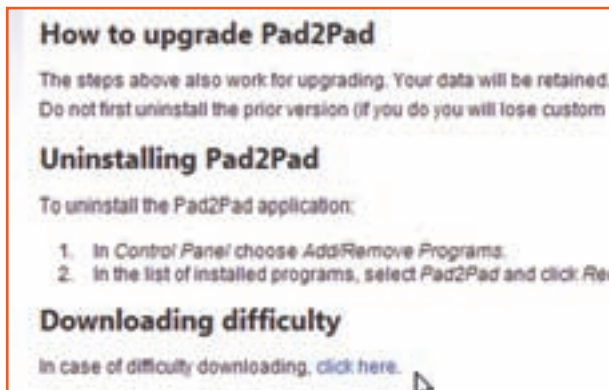 How to upgrade Pad2Pad
The steps above also work for upgrading. Your data will be retained.
Do not first uninstall the prior version (if you do you will lose custom
Uninstalling Pad2Pad
To uninstall the Pad2Pad application:
1. In Control Panel choose Add/Remove Programs.
2. In the list of installed programs, select Pad2Pad and click
Downloading difficulty
In case of difficulty downloading, click here.